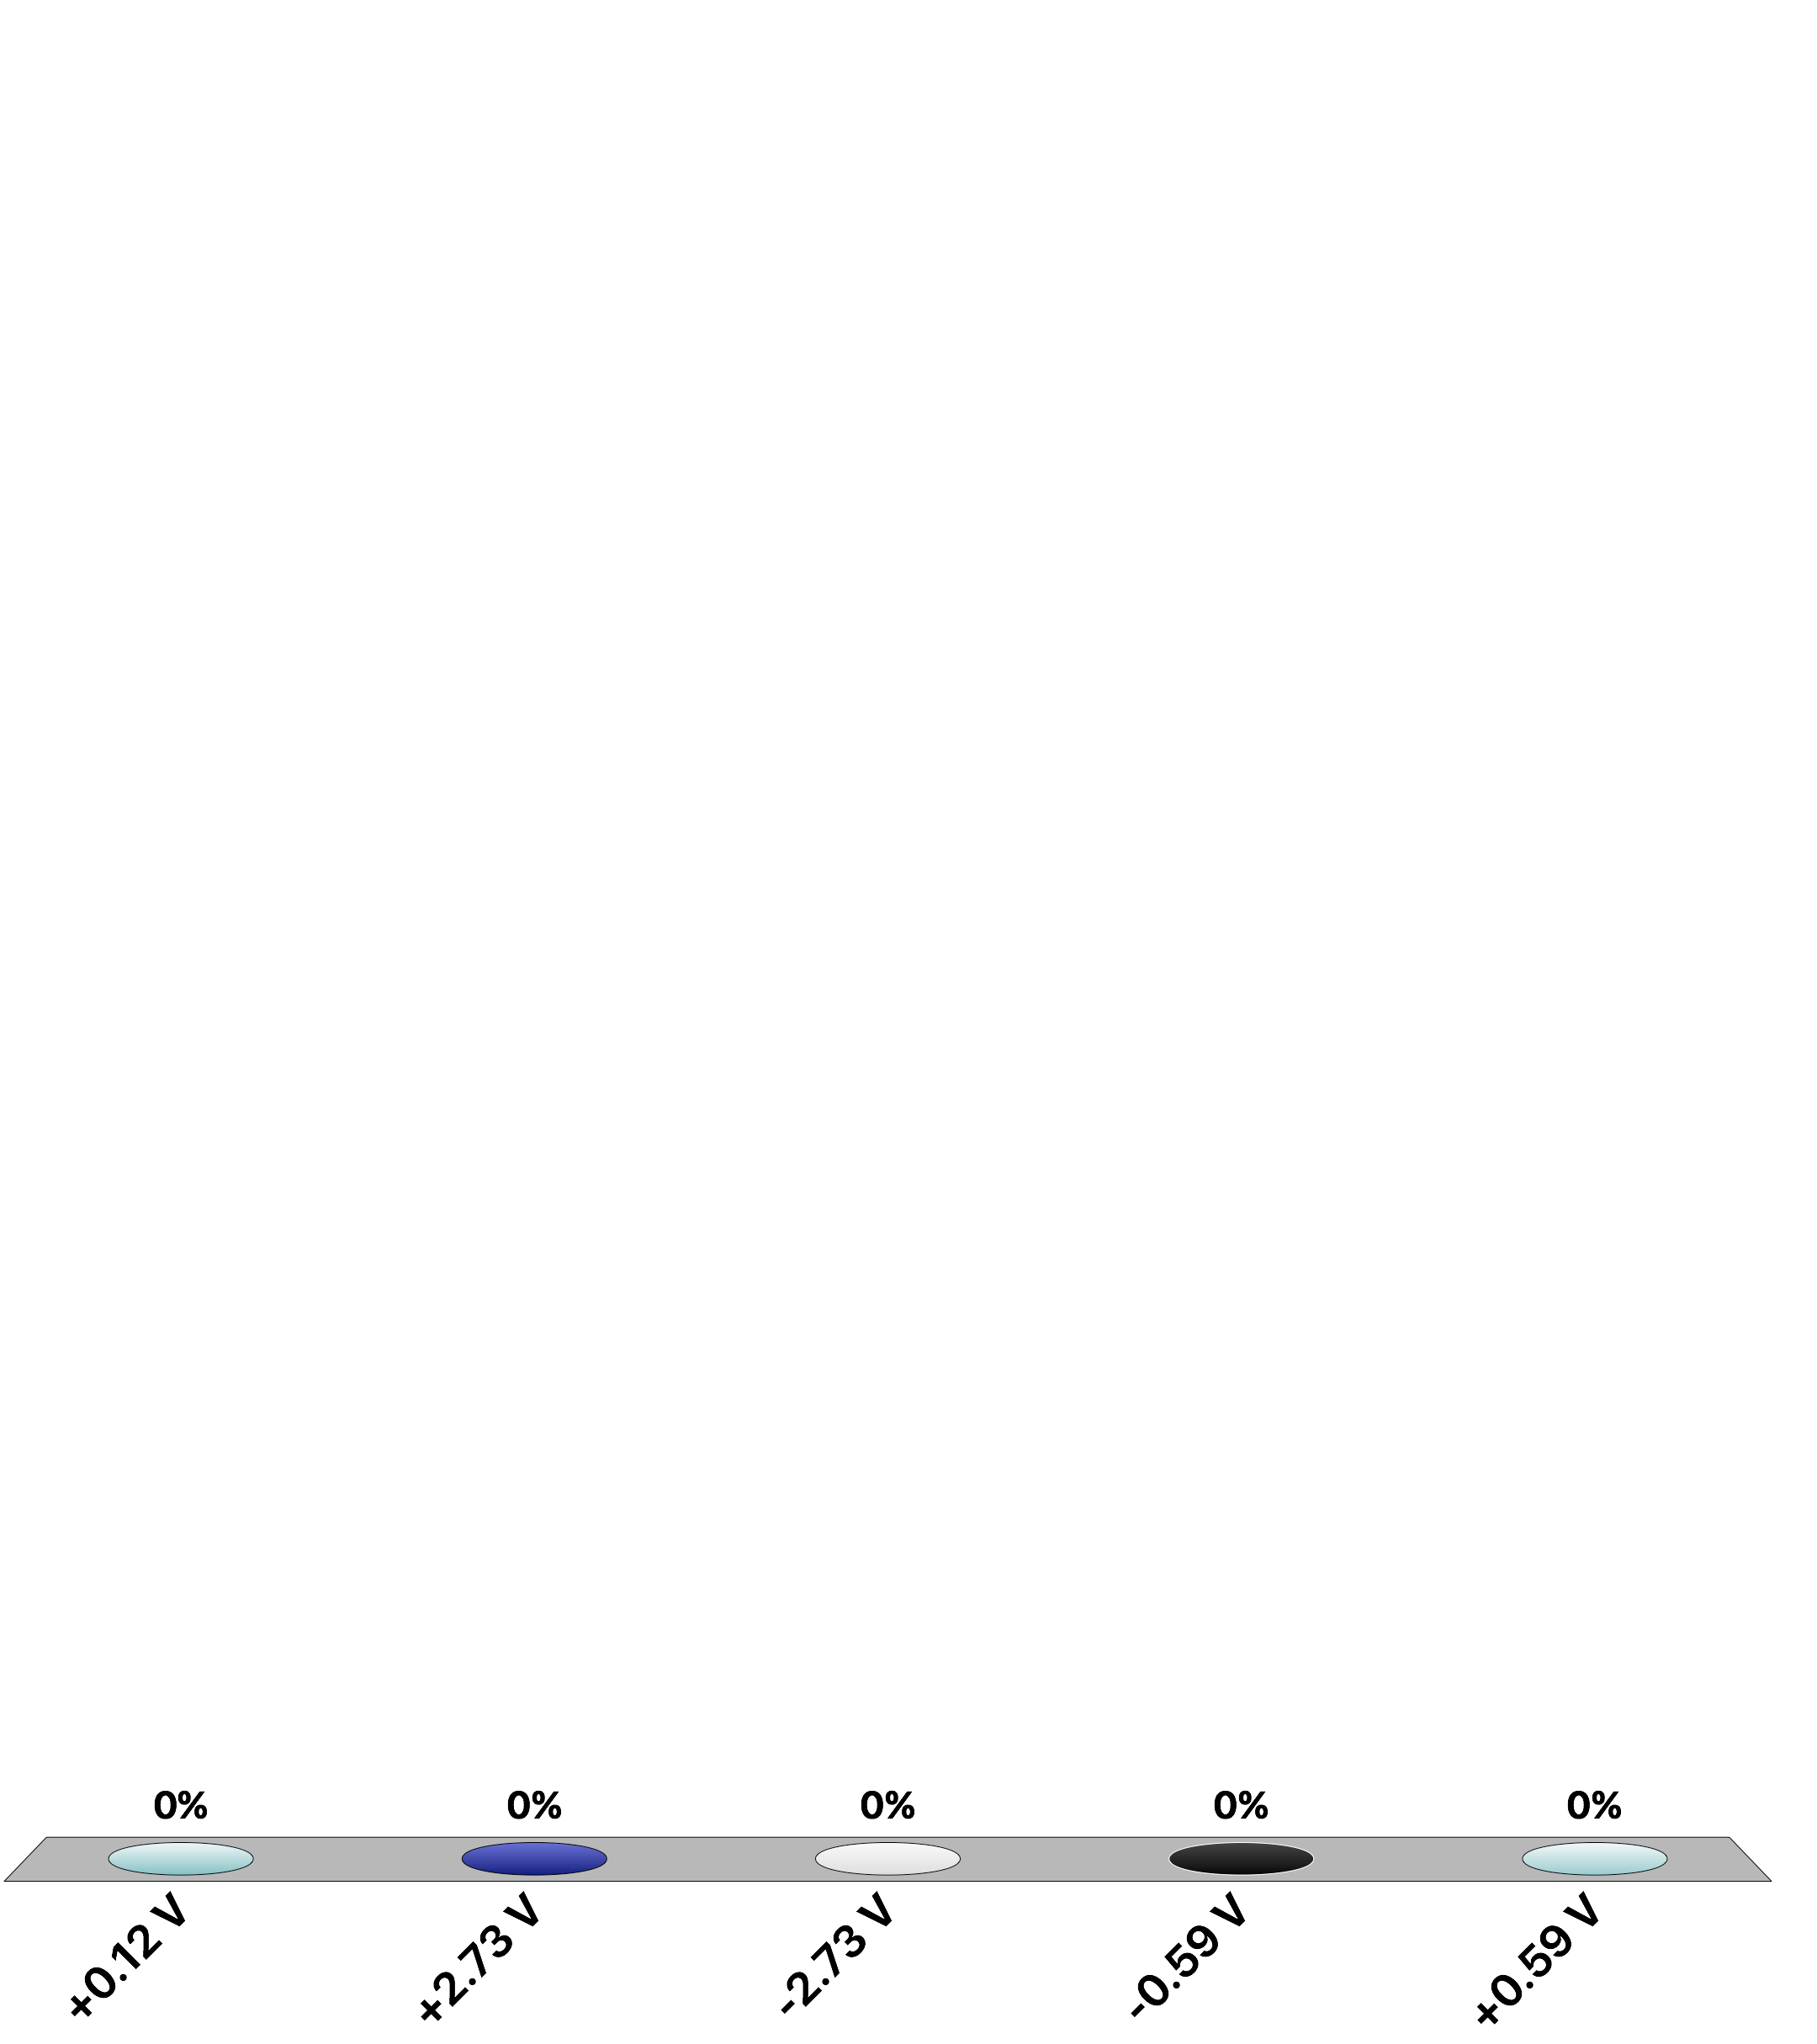 0% 0% 0% 0% 0%
+0.12 V
+2.73 V
-2.73 V
-0.59 V
+0.59 V